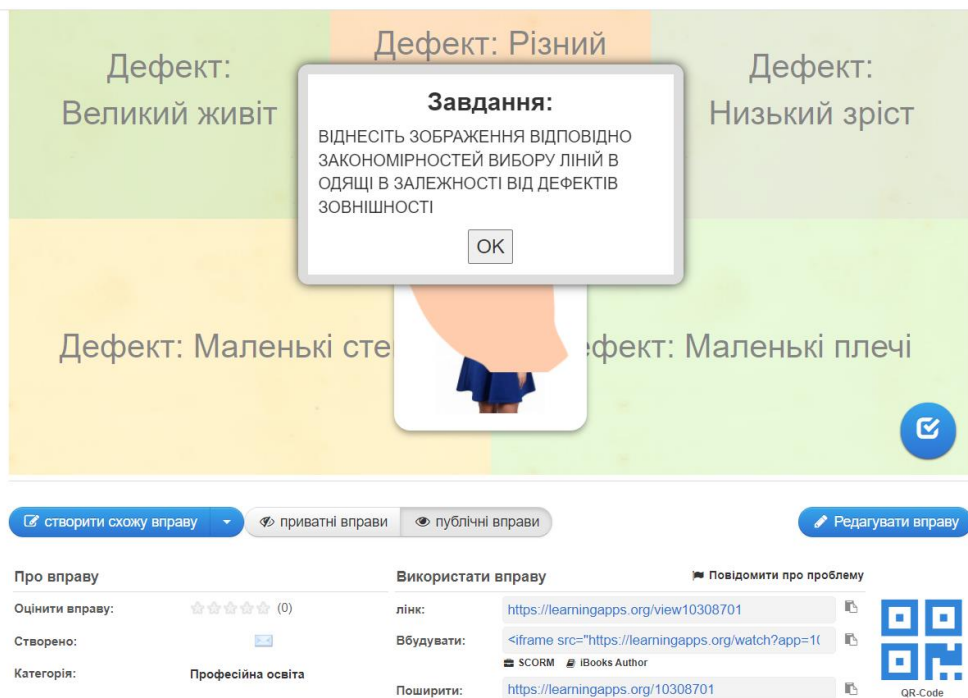 Дефект:
Великий живіт
Дефект: Різний
Дефект:
Низький зріст
Завдання:
ВІДНЕСІТЬ ЗОБРАЖЕННЯ ВІДПОВІДНО
ЗАКОНОМІРНОСТЕЙ ВИБОРУ ЛІНІЙ В
ОДЯЩІ В ЗАЛЕЖНОСТІ ВІД ДЕФЕКТІВ
ЗОВНІШНОСТІ
OK
Дефект: Маленькі сте
ефект: Маленькі плечі
створити схожу вправу
приватні вправи
публічні вправи
Редагувати вправу
Про вправу
Оцінити вправу: (0)
Створено:
Категорія: Професійна освіта
Використати вправу
Повідомити про проблему
лінк: https://learningapps.org/view10308701
Вбудувати: <iframe src="https://learningapps.org/watch?app=1(
SCORM iBooks Author
Поширити: https://learningapps.org/10308701
QR-Code